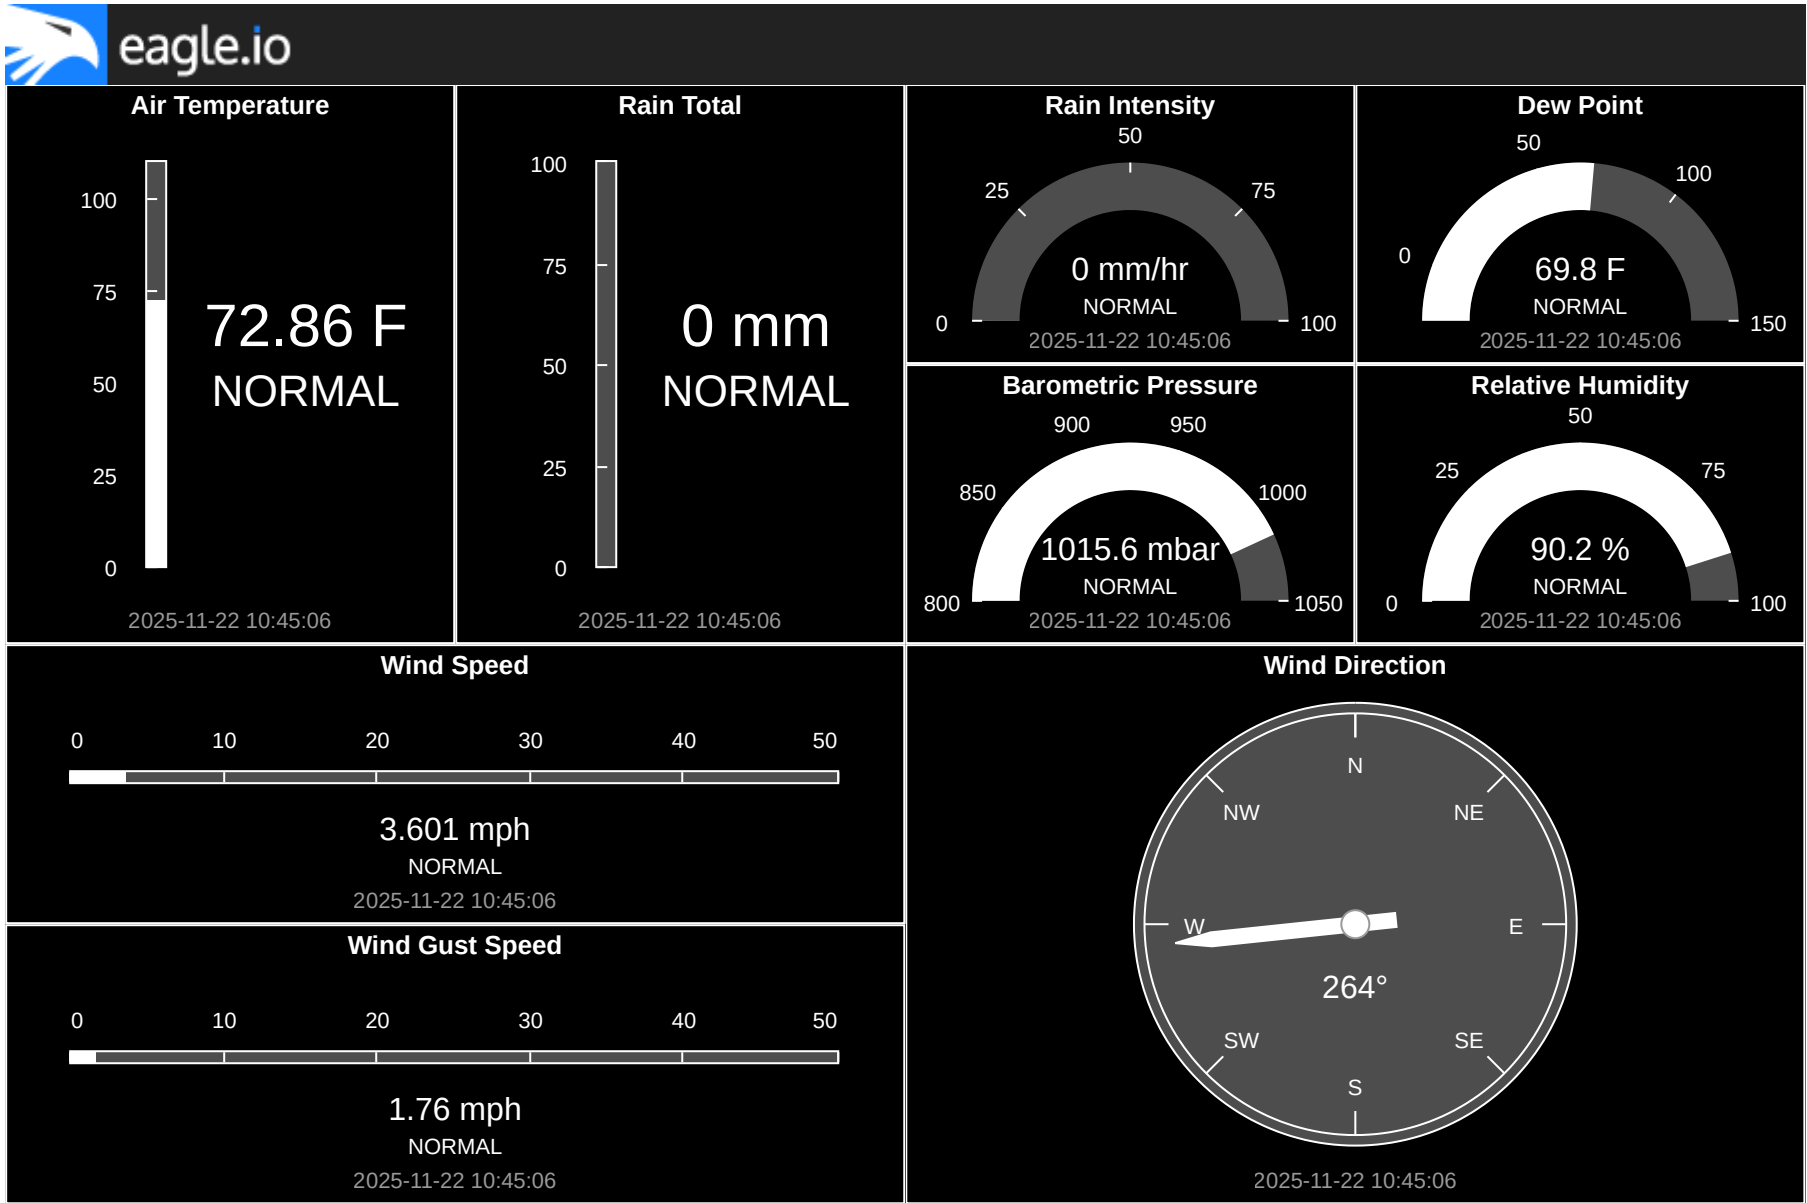 eagle.io
Air Temperature
100
75
50
25
0
72.86 F
NORMAL
2025-11-22 10:45:06
Rain Total
100
75
50
25
0
0 mm
NORMAL
2025-11-22 10:45:06
Rain Intensity
0
25
50
75
100
0 mm/hr
NORMAL
2025-11-22 10:45:06
Dew Point
0
50
100
150
69.8 F
NORMAL
2025-11-22 10:45:06
Barometric Pressure
800
850
900
950
1000
1050
1015.6 mbar
NORMAL
2025-11-22 10:45:06
Relative Humidity
0
25
50
75
100
90.2 %
NORMAL
2025-11-22 10:45:06
Wind Speed
0 10 20 30 40 50
3.601 mph
NORMAL
2025-11-22 10:45:06
Wind Gust Speed
0 10 20 30 40 50
1.76 mph
NORMAL
2025-11-22 10:45:06
Wind Direction
N
NW NE
W E
264°
SW SE
S
2025-11-22 10:45:06